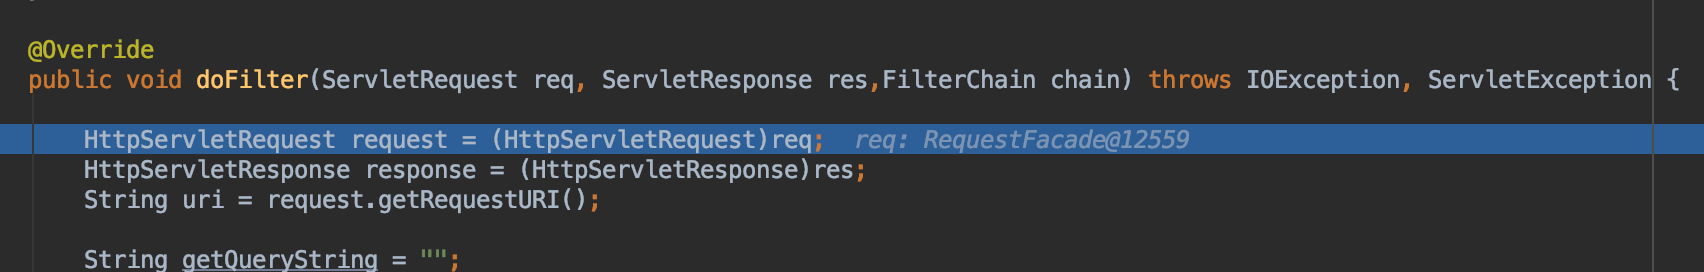 @Override
public void doFilter(ServletRequest req, ServletResponse res,FilterChain chain) throws IOException, ServletException {
HttpServletRequest request = (HttpServletRequest)req; req: RequestFacade@12559
HttpServletResponse response = (HttpServletResponse)res;
String uri = request.getRequestURI();
String getQueryString = "";